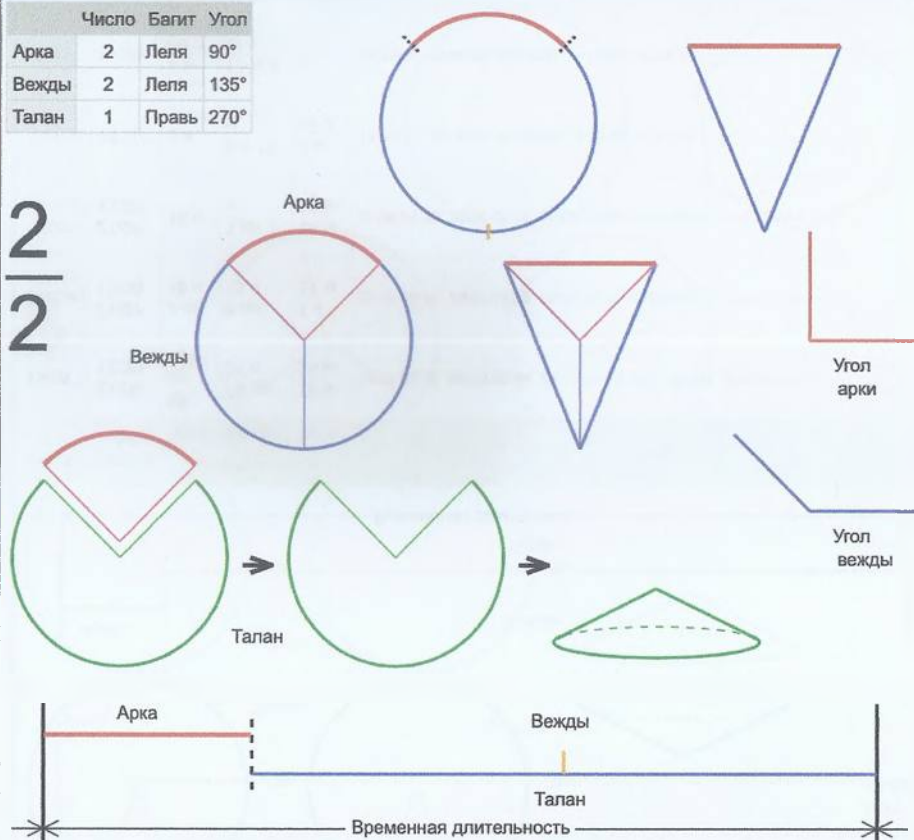 Число Багит Угол
Арка 2 Леля 90°
Вежды 2 Леля 135°
Талан 1 Правь 270°
2
2
Арка
Вежды
Угол
арки
Угол
вежды
Талан
Арка
Вежды
Талан
Временная длительность